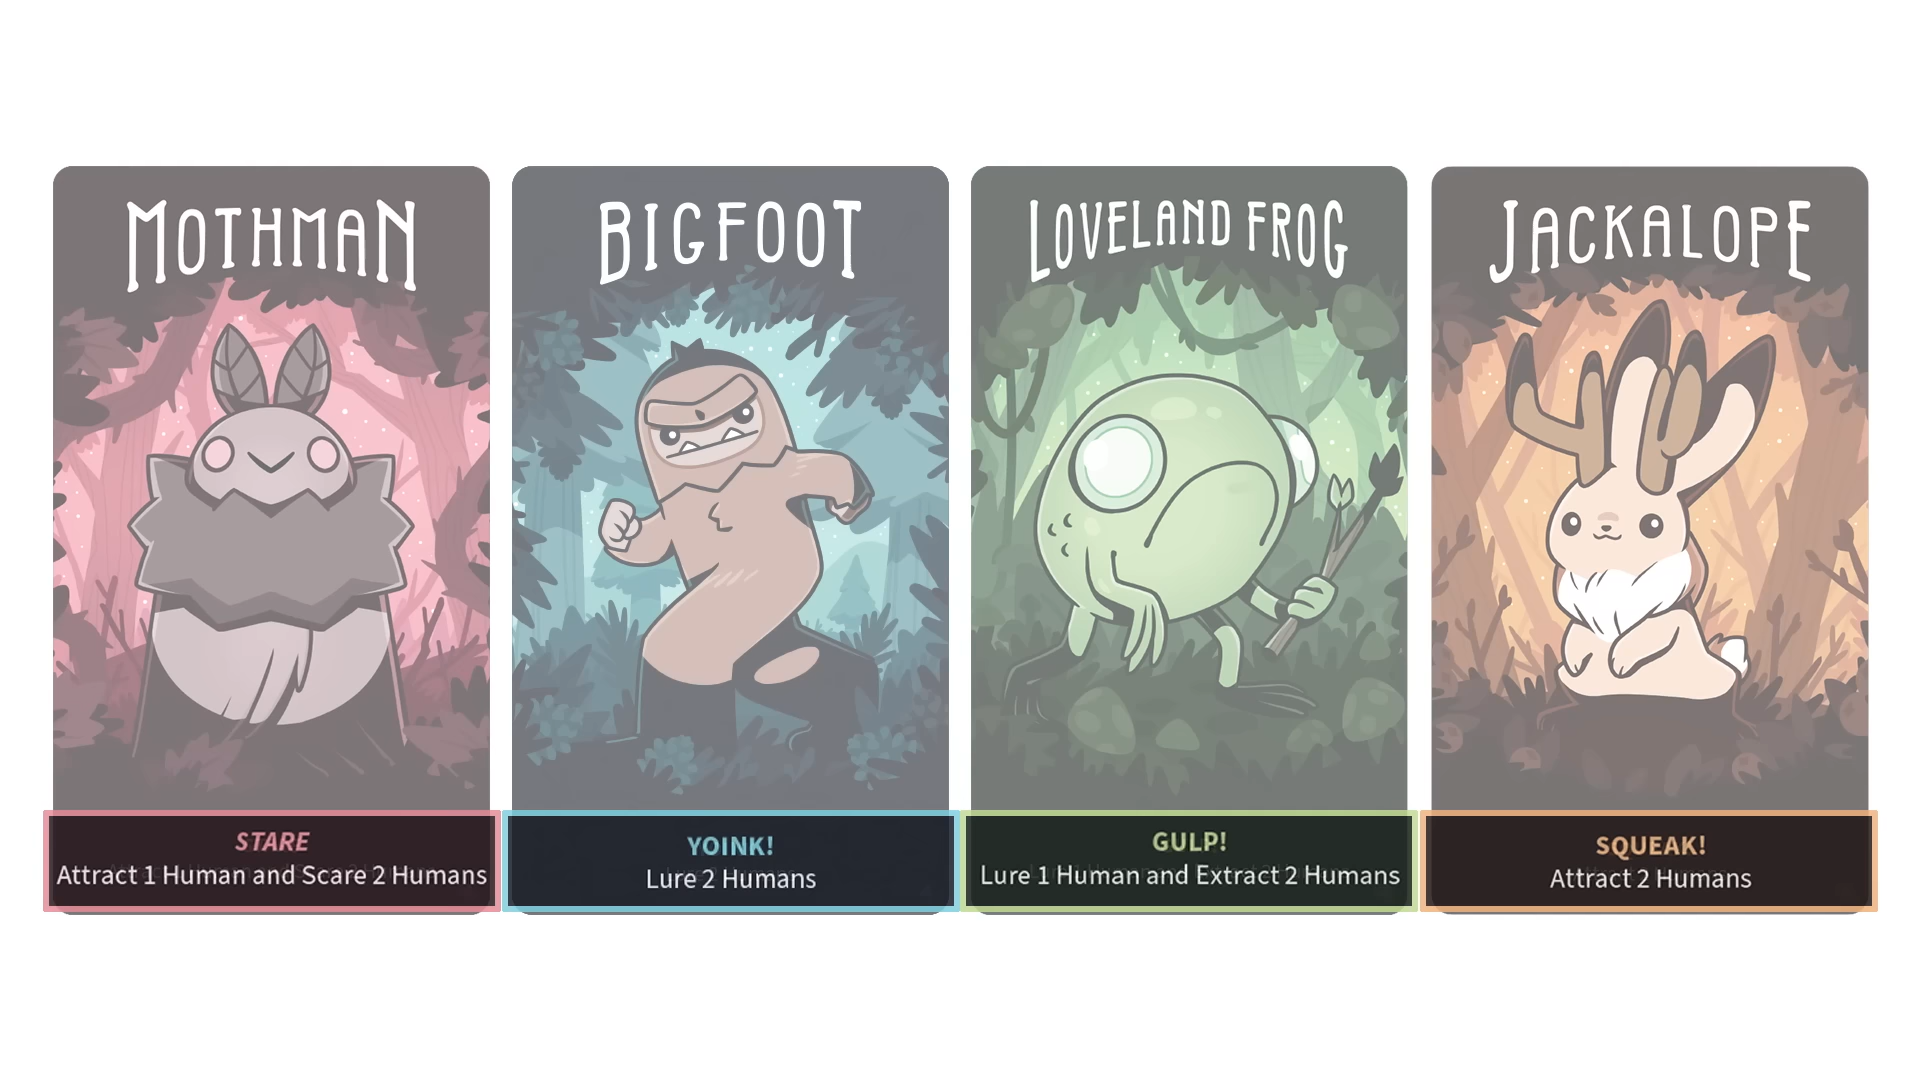 MOTHMAN
STARE
Attract 1 Human and Scare 2 Humans
BIGFOOT
YOINK!
Lure 2 Humans
LOVELAND FROG
GULP!
Lure 1 Human and Extract 2 Humans
JACKALOPE
SQUEAK!
Attract 2 Humans